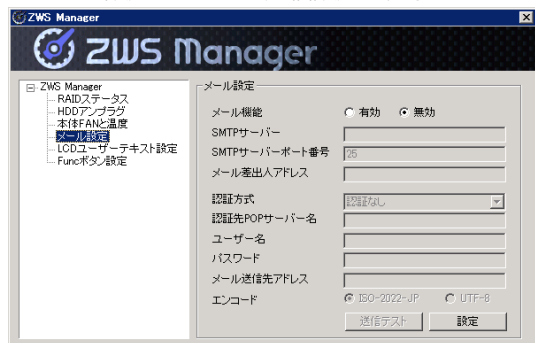 ZWS Manager
ZWS Manager
ZWS Manager
RAIDステータス
HDDアンプラグ
本体FANと温度
メール設定
LCDユーザーテキスト設定
Funcボタン設定
メール設定
メール機能 有効 無効
SMTPサーバー
SMTPサーバーポート番号 25
メール差出人アドレス
認証方式 認証なし
認証先POPサーバー名
ユーザー名
パスワード
メール送信先アドレス
エンコード ISO-2022-JP UTF-8
送信テスト 設定